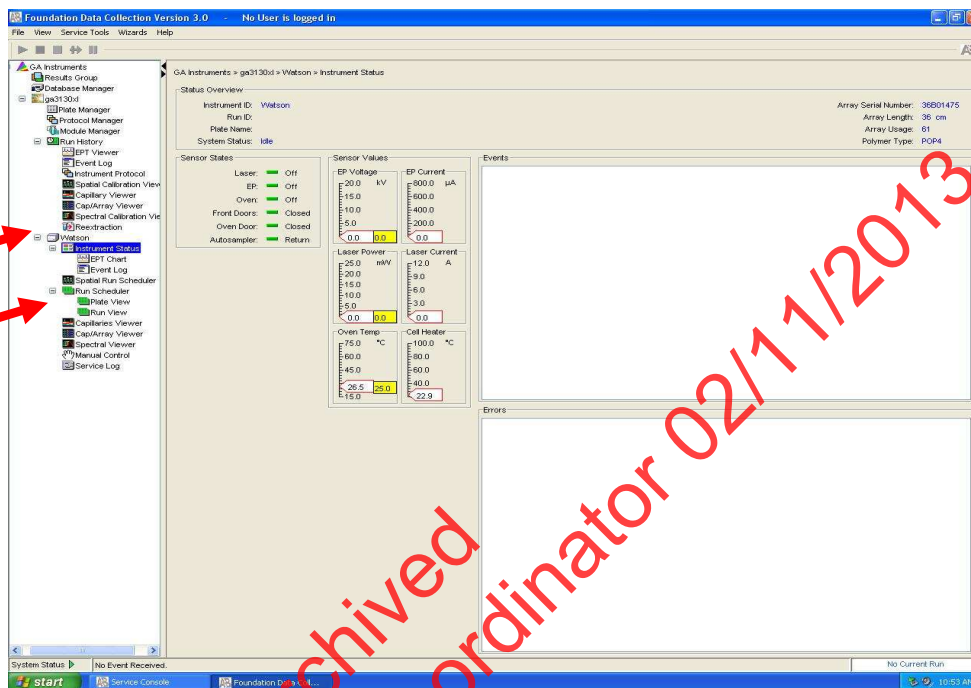 Foundation Data Collection Version 3.0 - No User is logged in
File View Service Tools Wizards Help
GA Instruments
Results Group
Database Manager
ga3130xl
Plate Manager
Protocol Manager
Module Manager
Run History
EPT Viewer
Event Log
Instrument Protocol
Spatial Calibration View
Capillary Viewer
Cap/Array Viewer
Spectral Calibration Vie
Reextraction
Watson
Instrument Status
EPT Chart
Event Log
Spatial Run Scheduler
Run Scheduler
Plate View
Run View
Capillaries Viewer
Cap/Array Viewer
Spectral Viewer
Manual Control
Service Log
GA Instruments > ga3130xl > Watson > Instrument Status
Status Overview
Instrument ID: Watson
Run ID:
Plate Name:
System Status: Idle
Array Serial Number: 36B01475
Array Length: 36 cm
Array Usage: 61
Polymer Type: POP4
Sensor States
Laser: Off
EP: Off
Oven: Off
Front Doors: Closed
Oven Door: Closed
Autosampler: Return
Sensor Values
EP Voltage
20.0 kV
15.0
10.0
5.0
0.0 0.0
EP Current
800.0 µA
600.0
400.0
200.0
0.0
Laser Power
25.0 mW
20.0
15.0
10.0
5.0
0.0 0.0
Laser Current
12.0 A
9.0
6.0
3.0
0.0
Oven Temp
75.0 °C
60.0
45.0
26.5 25.0
15.0
Cell Heater
100.0 °C
80.0
60.0
40.0
22.9
Events
Errors
chived
ordinator 02/11/2013
System Status No Event Received.
No Current Run
start Service Console Foundation Data Coll... 10:53 AM